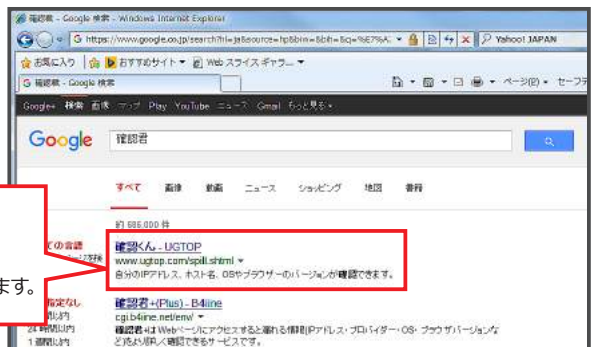 確認君 - Google 検索 - Windows Internet Explorer
https://www.google.co.jp/search?hl=ja&source=hp&biw=&bih=&q=%E7%A
Yahoo! JAPAN
お気に入り おすすめサイト Web スライス ギャラ...
確認君 - Google 検索
ページ(P) セーフテ
Google+ 検索 画像 マップ Play YouTube ニュース Gmail もっと見る
Google
確認君
すべて 画像 動画 ニュース ショッピング 地図 書籍
約 686,000 件
ての言語
確認くん - UGTOP
www.ugtop.com/spill.shtml
自分のIPアドレス、ホスト名、OSやブラウザーのバージョンが確認できます。
ます。
指定なし
確認君+(Plus) - B4iine
cgi.b4iine.net/env/
24 時間以内
確認君+は Webページにアクセスすると漏れる情報(IPアドレス・プロバイダー・OS・ブラウザバージョンな
1 週間以内
ど)をより詳しく確認できるサービスです。